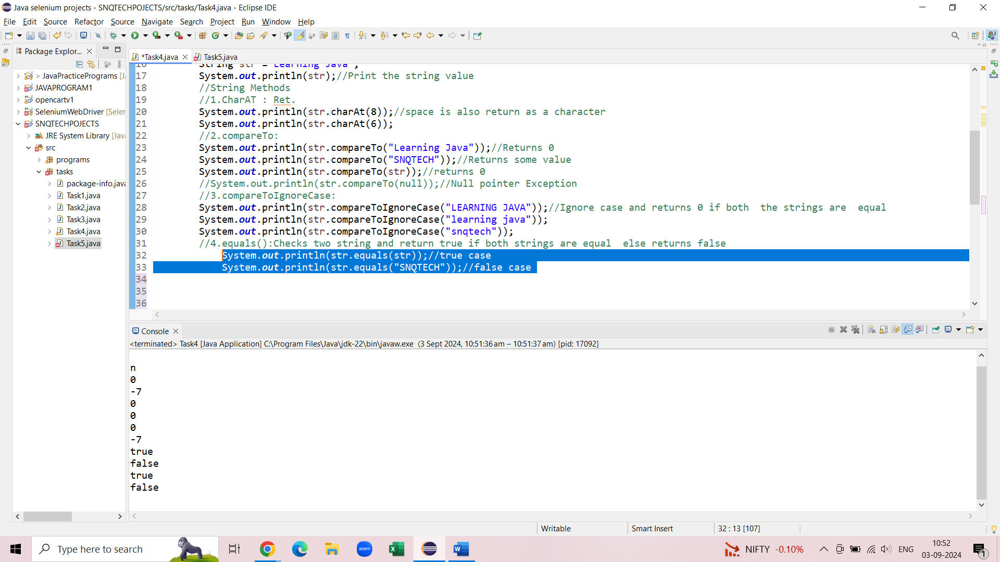 Java selenium projects - SNQTECHPOJECTS/src/tasks/Task4.java - Eclipse IDE
File Edit Source Refactor Source Navigate Search Project Run Window Help
Package Explor...
*Task4.java
Task5.java
> JavaPracticePrograms [Ja
JAVAPROGRAM1
opencartv1
SeleniumWebDriver [Seler
SNQTECHPOJECTS
JRE System Library [Java
src
programs
tasks
package-info.java
Task1.java
Task2.java
Task3.java
Task4.java
Task5.java
16 String str = "Learning Java";
17 System.out.println(str);//Print the string value
18 //String Methods
19 //1.CharAT : Ret.
20 System.out.println(str.charAt(8));//space is also return as a character
21 System.out.println(str.charAt(6));
22 //2.compareTo:
23 System.out.println(str.compareTo("Learning Java"));//Returns 0
24 System.out.println(str.compareTo("SNQTECH"));//Returns some value
25 System.out.println(str.compareTo(str));//returns 0
26 //System.out.println(str.compareTo(null));//Null pointer Exception
27 //3.compareToIgnoreCase:
28 System.out.println(str.compareToIgnoreCase("LEARNING JAVA"));//Ignore case and returns 0 if both  the strings are  equal
29 System.out.println(str.compareToIgnoreCase("learning java"));
30 System.out.println(str.compareToIgnoreCase("snqtech"));
31 //4.equals():Checks two string and return true if both strings are equal  else returns false
32 System.out.println(str.equals(str));//true case
33 System.out.println(str.equals("SNQTECH"));//false case
34
35
36
Console
<terminated> Task4 [Java Application] C:\Program Files\Java\jdk-22\bin\javaw.exe  (3 Sept 2024, 10:51:36 am – 10:51:37 am) [pid: 17092]
n
0
-7
0
0
0
-7
true
false
true
false
Writable
Smart Insert
32 : 13 [107]
Type here to search
zoom
NIFTY -0.10%
ENG
10:52
03-09-2024
1